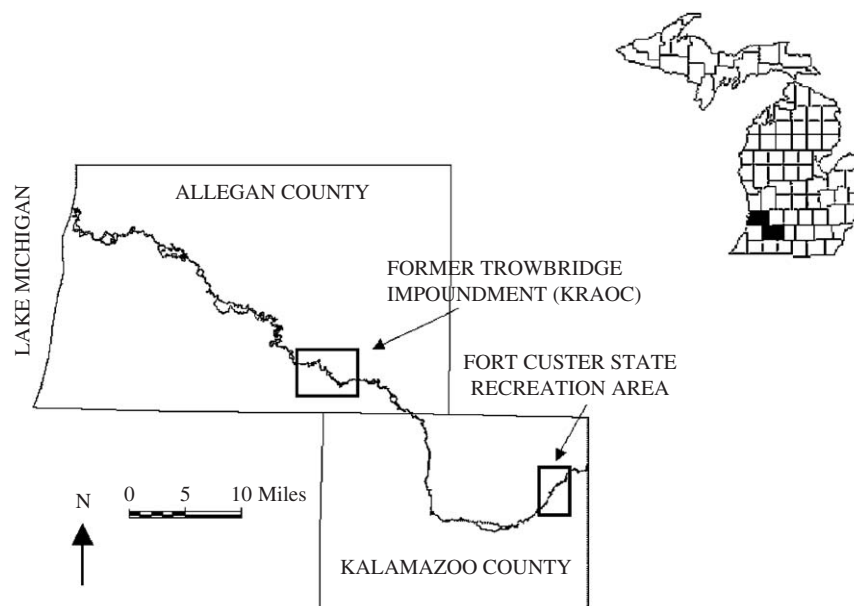 ALLEGAN COUNTY
LAKE MICHIGAN
FORMER TROWBRIDGE
IMPOUNDMENT (KRAOC)
FORT CUSTER STATE
RECREATION AREA
N
0 5 10 Miles
KALAMAZOO COUNTY